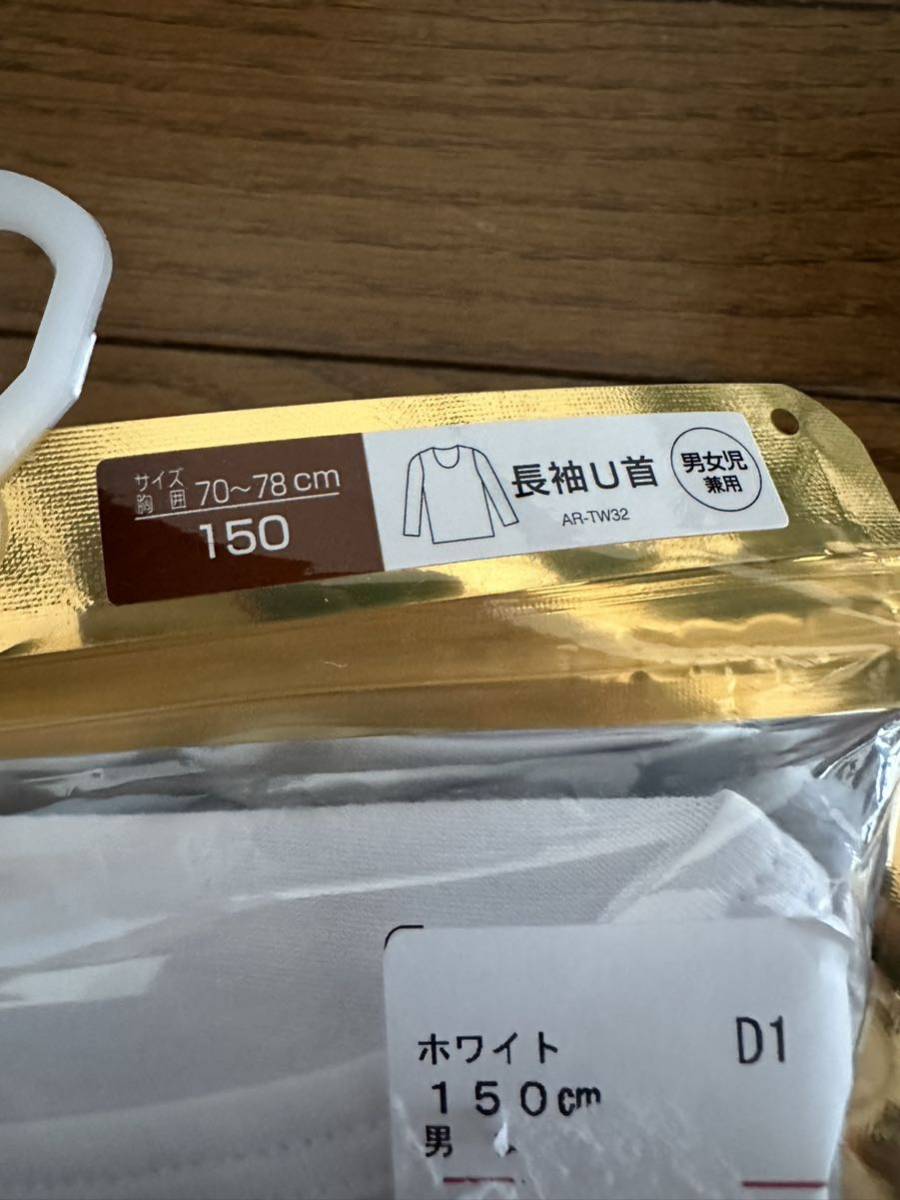 サイズ
胸囲 70〜78cm
150
長袖U首
AR-TW32
男女児
兼用
ホワイト
D1
150cm
男